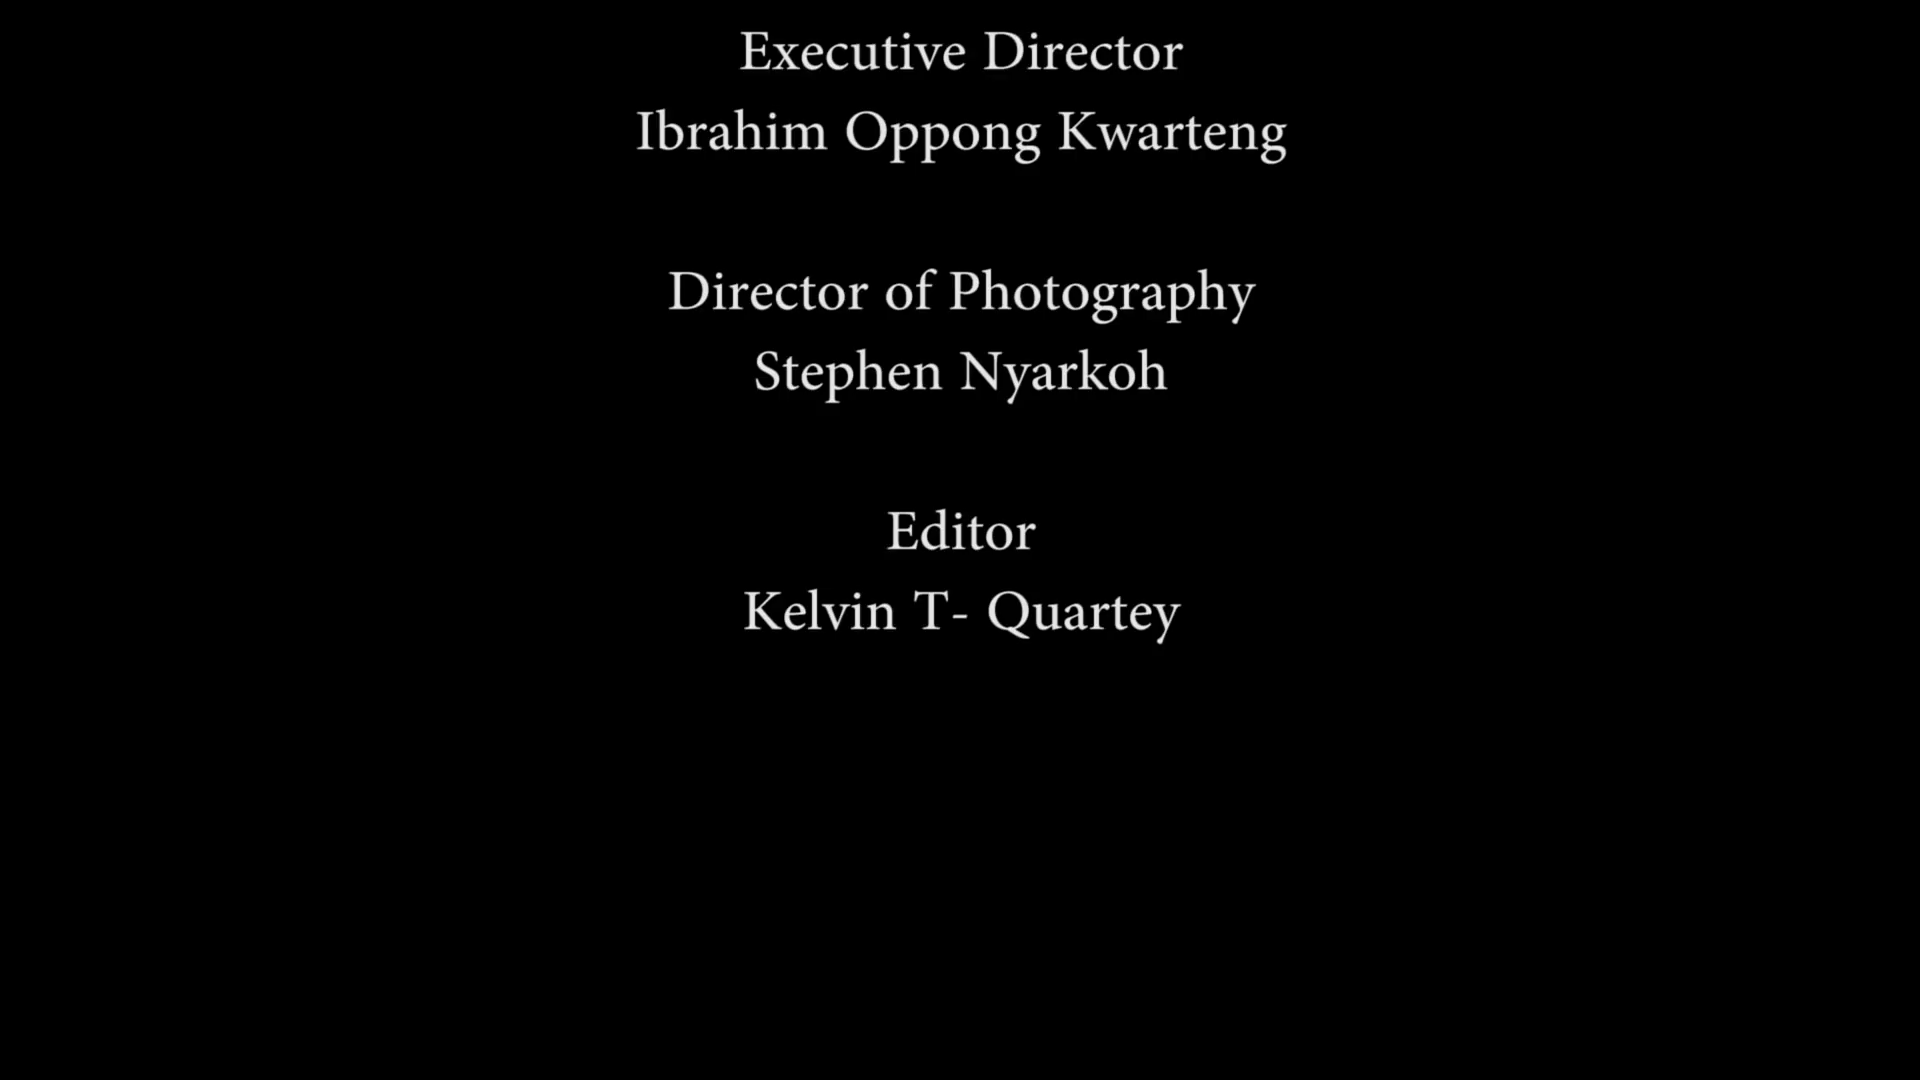 Executive Director
Ibrahim Oppong Kwarteng
Director of Photography
Stephen Nyarkoh
Editor
Kelvin T- Quartey